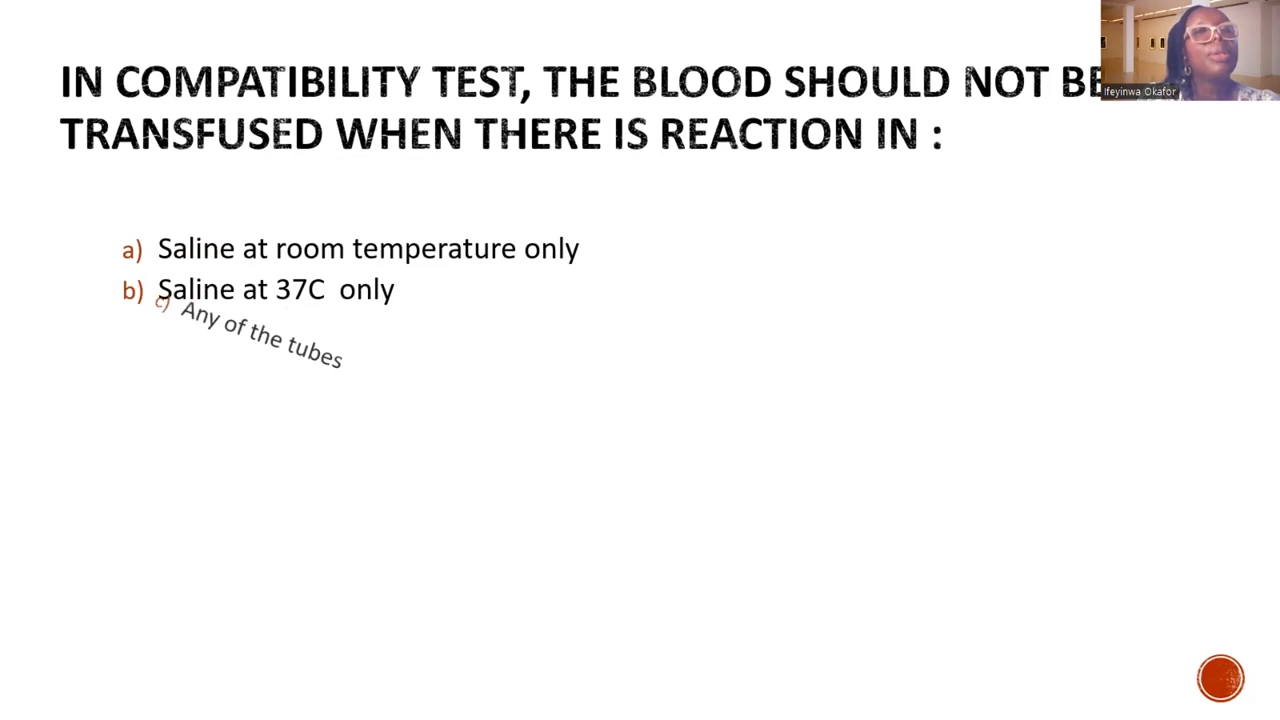 IN COMPATIBILITY TEST, THE BLOOD SHOULD NOT BE
TRANSFUSED WHEN THERE IS REACTION IN :
a) Saline at room temperature only
b) Saline at 37C only
c) Any of the tubes
Ifeyinwa Okafor